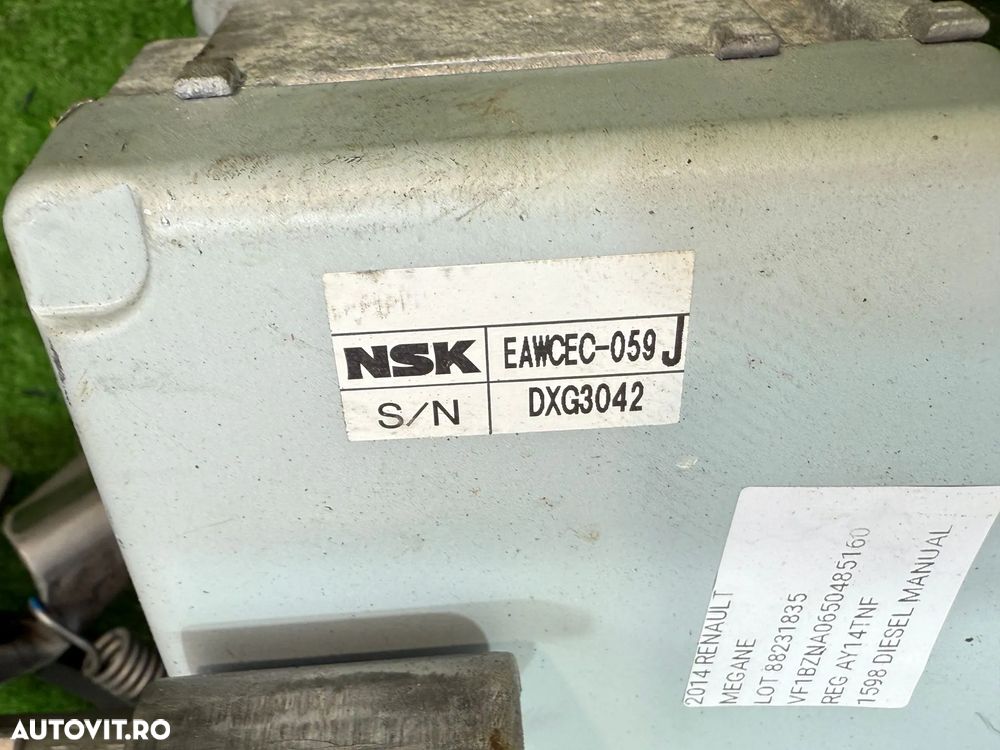 NSK
EAWCEC-059 J
S/N
DXG3042
2014 RENAULT
MEGANE
LOT 88231835
VF1BZNA0650485160
REG AY14TNF
1598 DIESEL MANUAL
AUTOVIT.RO